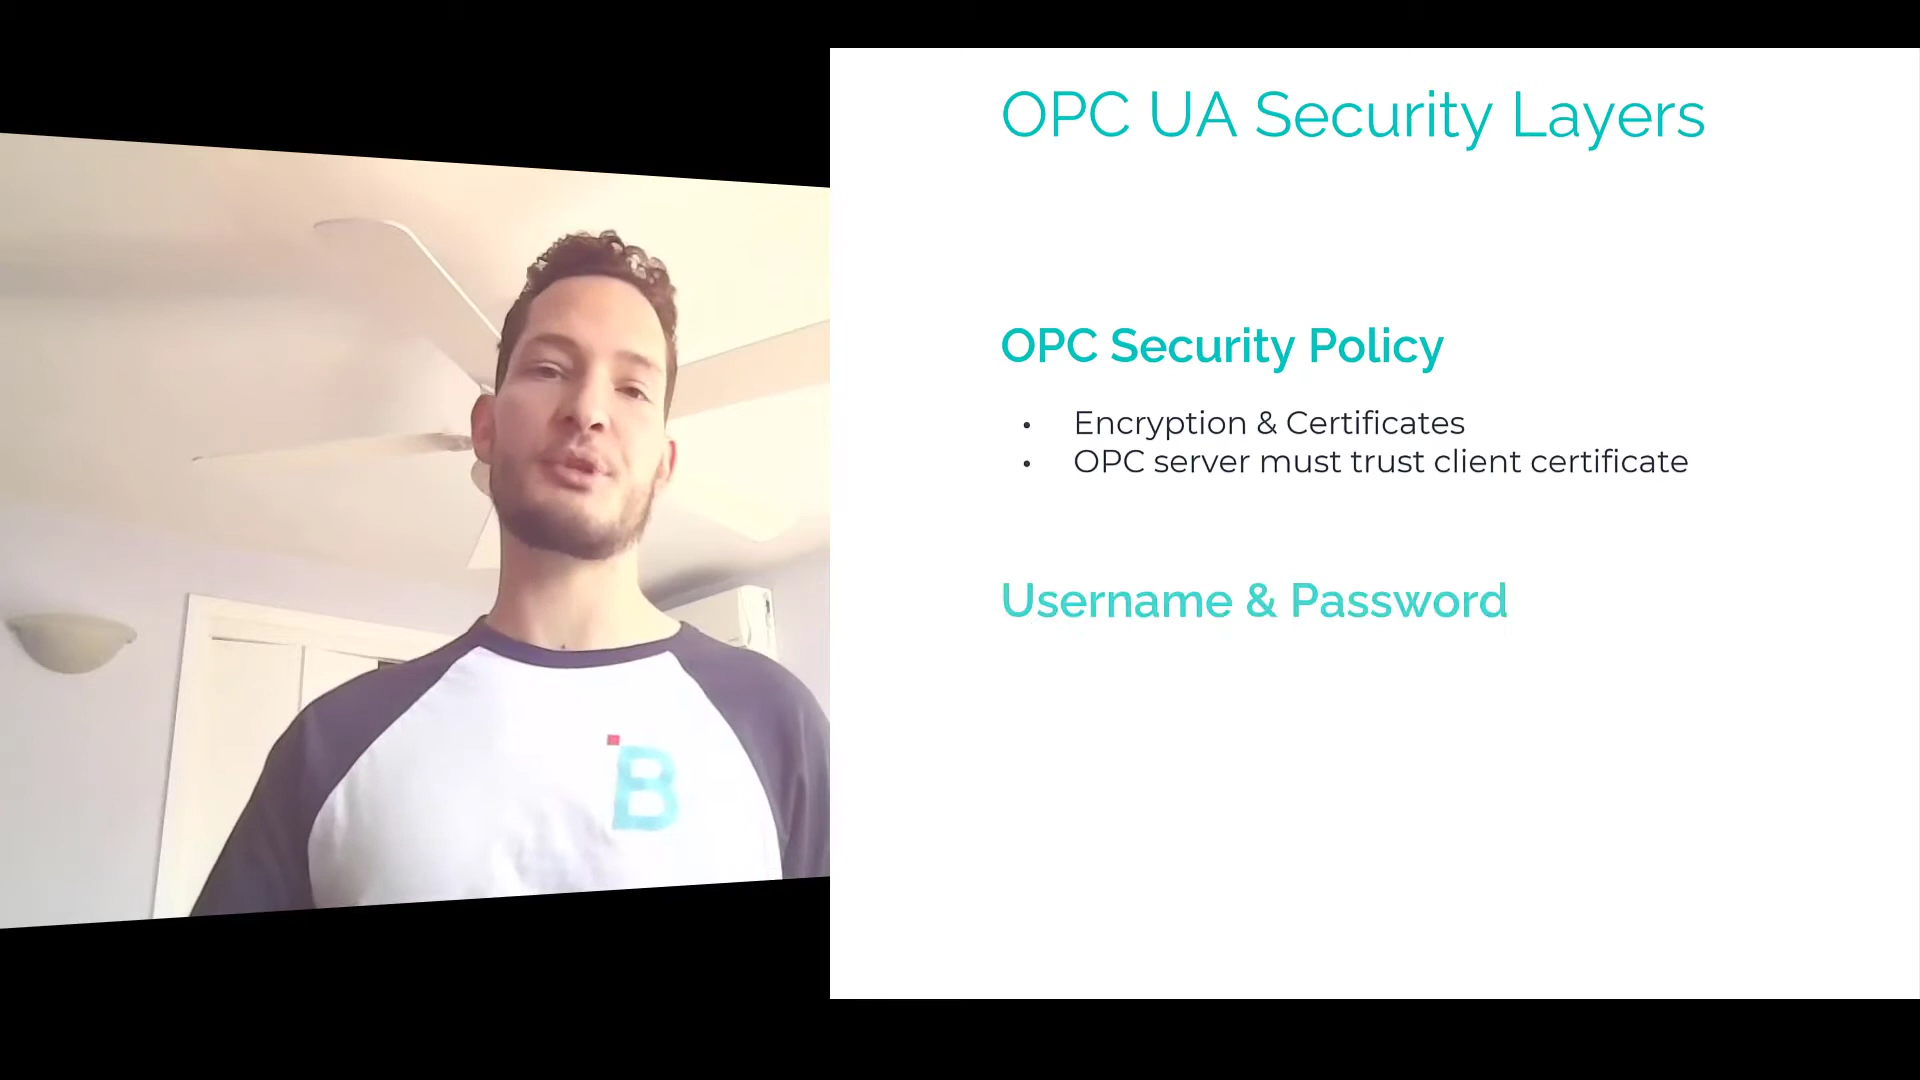 OPC UA Security Layers
OPC Security Policy
• Encryption & Certificates
• OPC server must trust client certificate
Username & Password
B